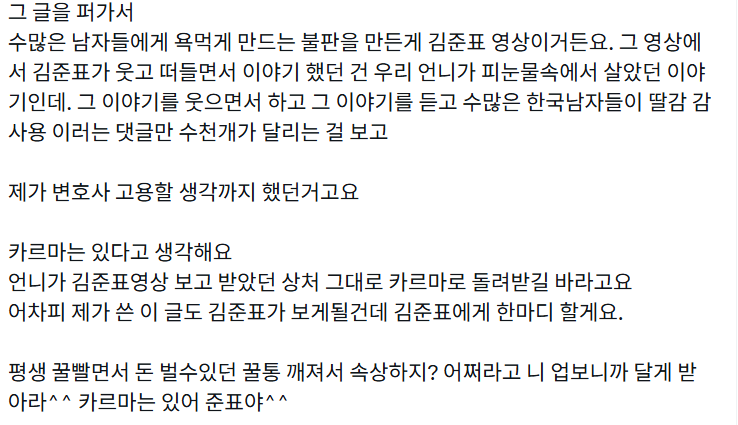 그 글을 퍼가서
수많은 남자들에게 욕먹게 만드는 불판을 만든게 김준표 영상이거든요. 그 영상에
서 김준표가 웃고 떠들면서 이야기 했던 건 우리 언니가 피눈물속에서 살았던 이야
기인데. 그 이야기를 웃으면서 하고 그 이야기를 듣고 수많은 한국남자들이 딸감 감
사용 이러는 댓글만 수천개가 달리는 걸 보고
제가 변호사 고용할 생각까지 했던거고요
카르마는 있다고 생각해요
언니가 김준표영상 보고 받았던 상처 그대로 카르마로 돌려받길 바라고요
어차피 제가 쓴 이 글도 김준표가 보게될건데 김준표에게 한마디 할게요.
평생 꿀빨면서 돈 벌수있던 꿀통 깨져서 속상하지? 어쩌라고 니 업보니까 달게 받
아라^^ 카르마는 있어 준표야^^